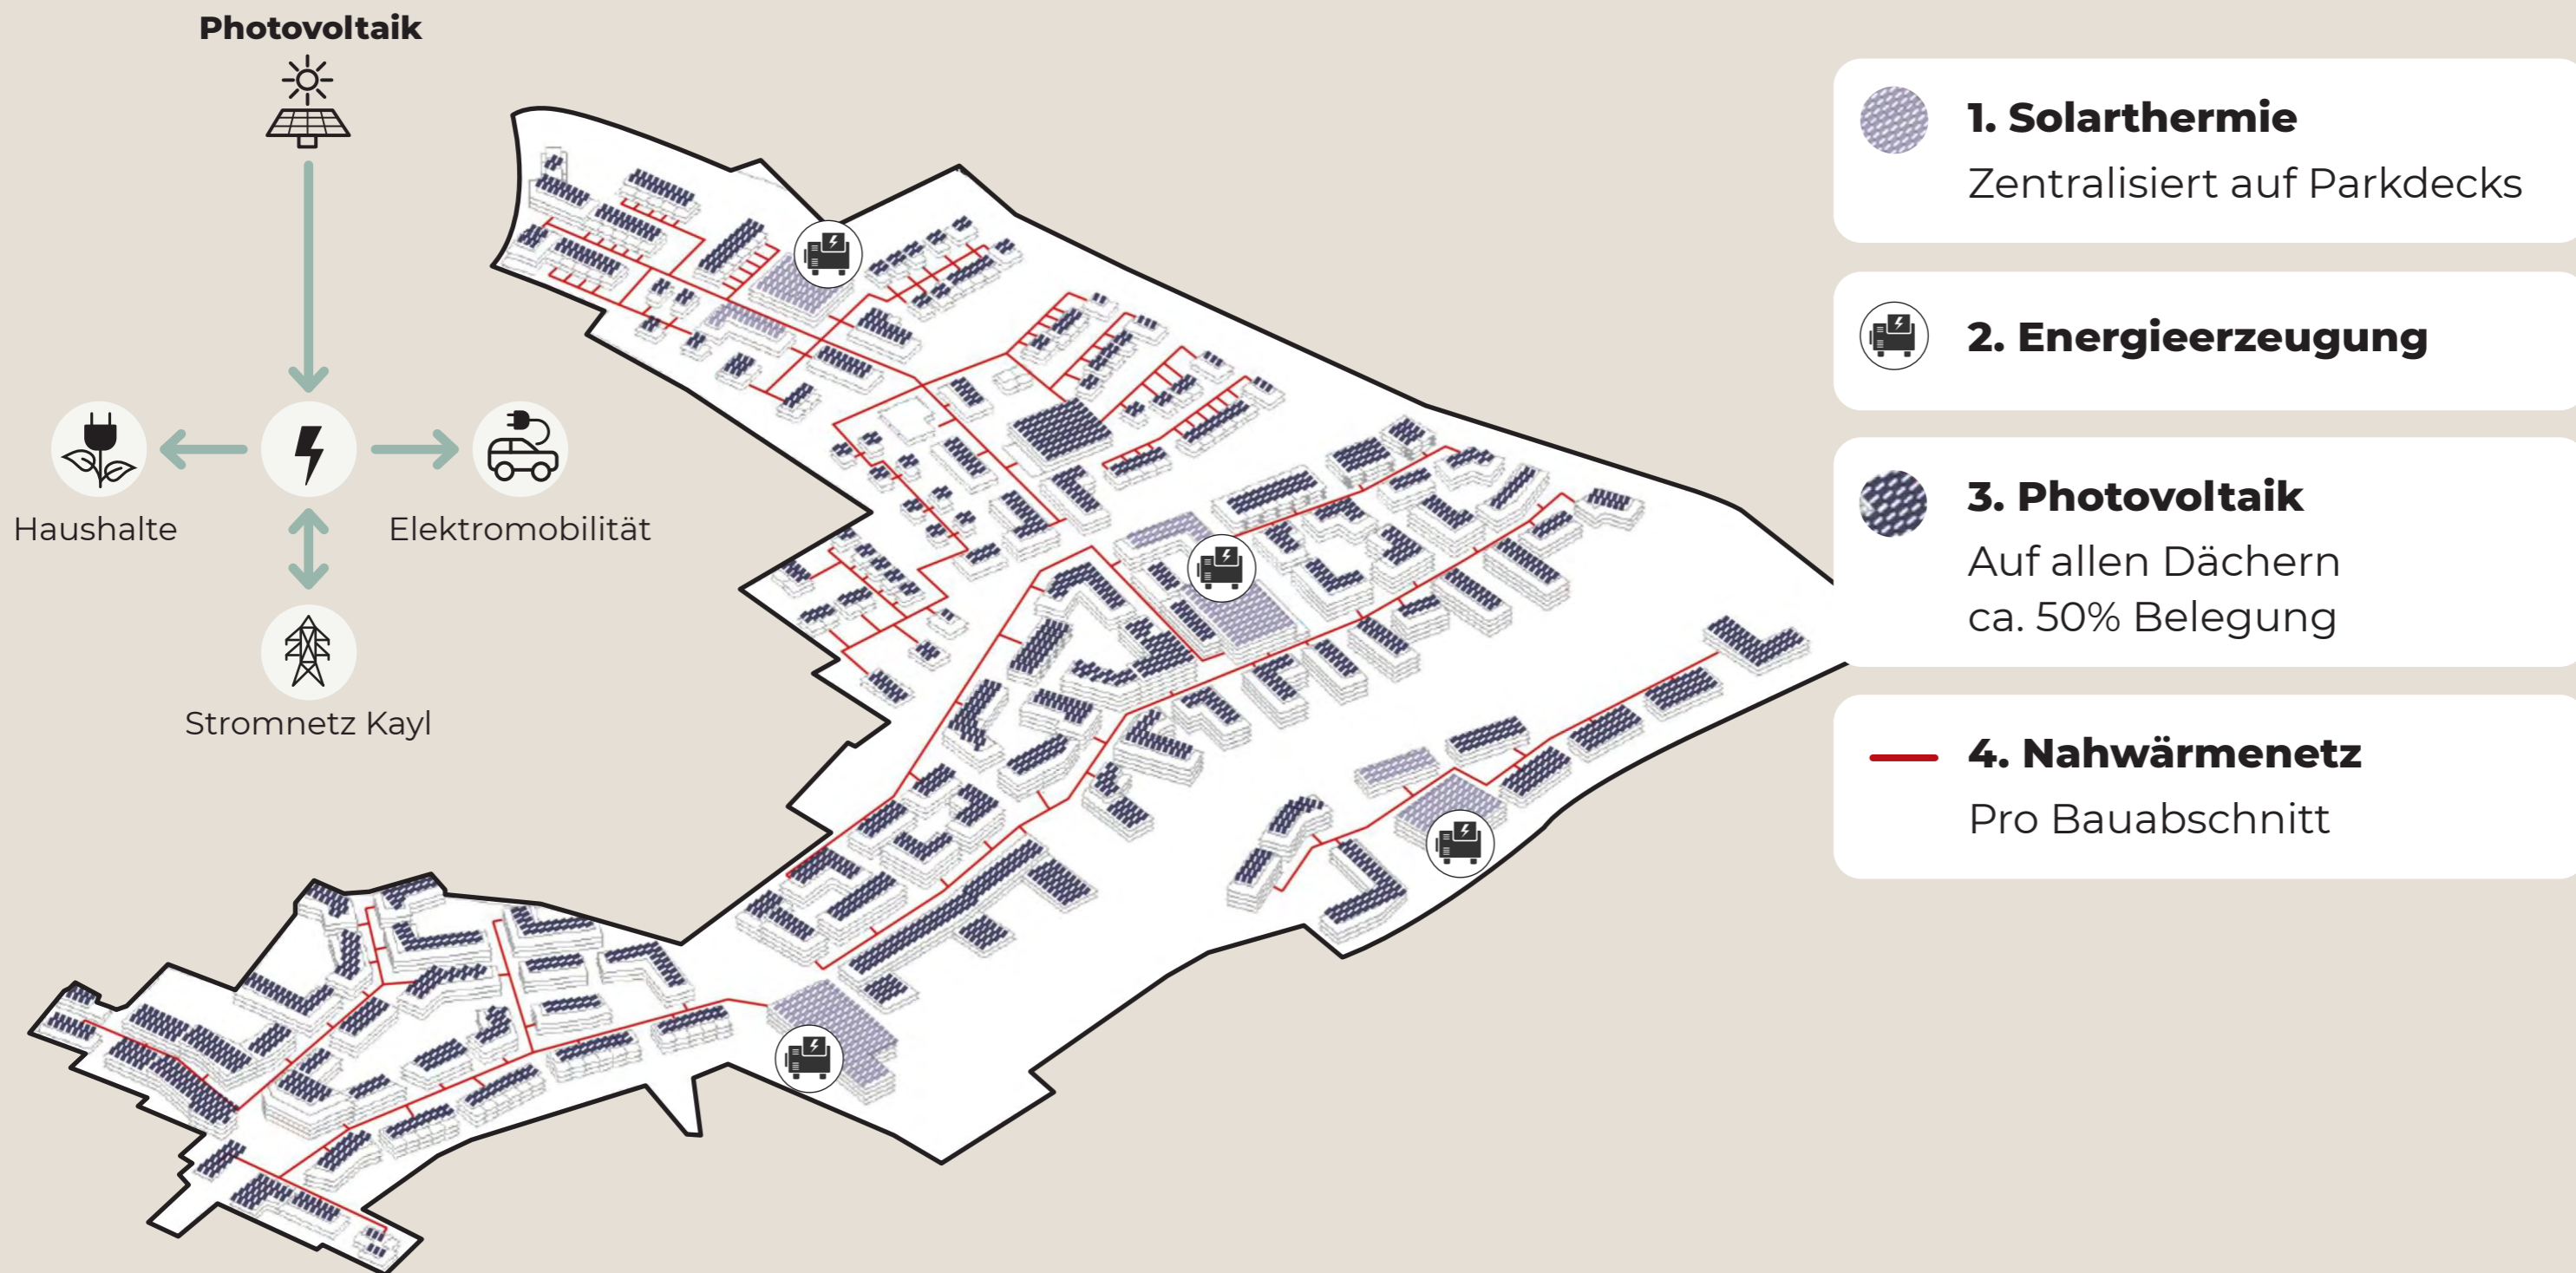 Photovoltaik
Haushalte
Elektromobilität
Stromnetz Kayl
1. Solarthermie
Zentralisiert auf Parkdecks
2. Energieerzeugung
3. Photovoltaik
Auf allen Dächern
ca. 50% Belegung
4. Nahwärmenetz
Pro Bauabschnitt